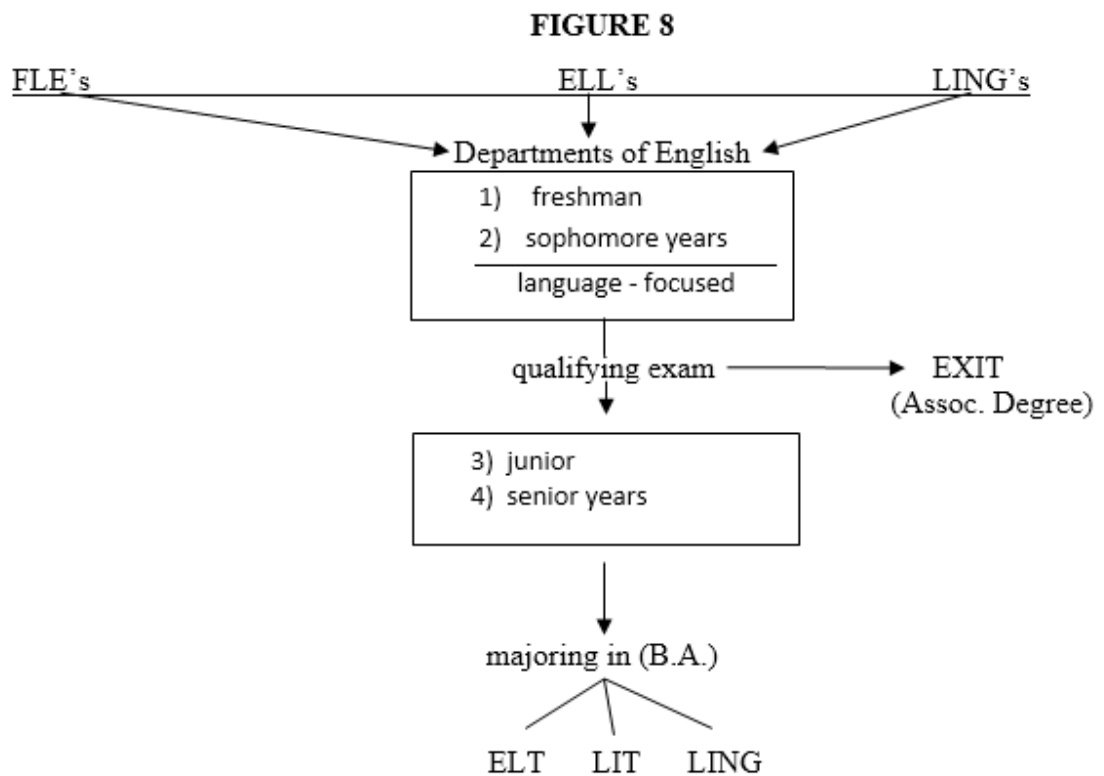 FIGURE 8
FLE's ELL's LING's
Departments of English
1) freshman
2) sophomore years
language - focused
qualifying exam EXIT
(Assoc. Degree)
3) junior
4) senior years
majoring in (B.A.)
ELT LIT LING